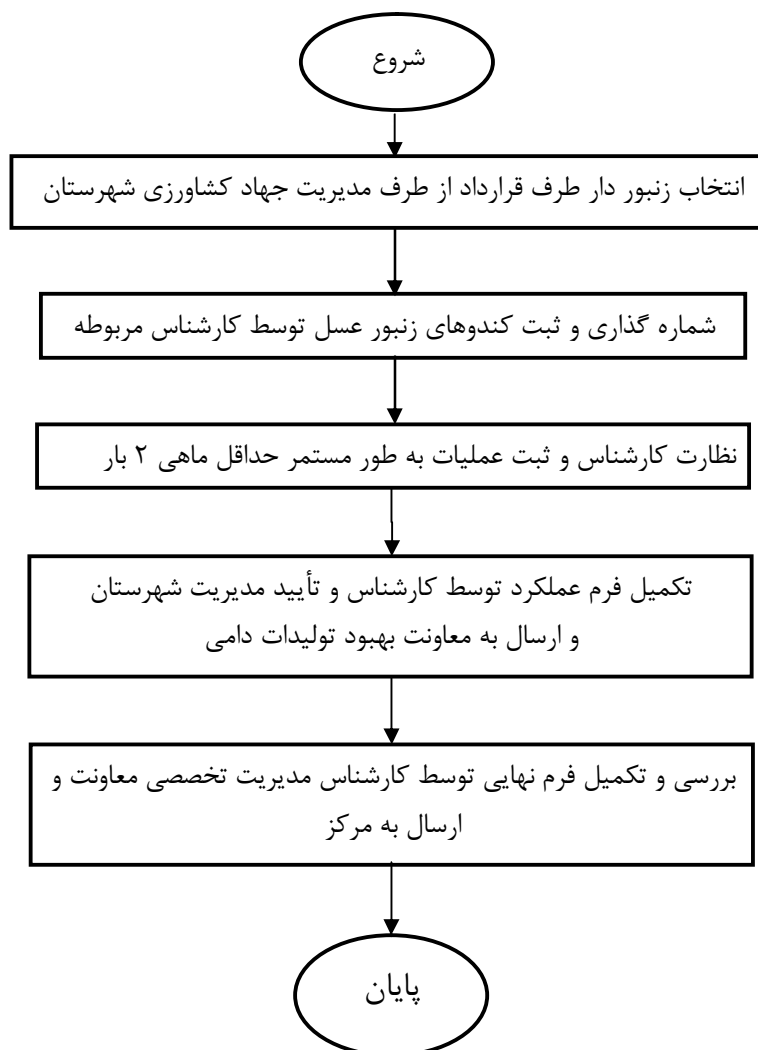 شروع
انتخاب زنبور دار طرف قرارداد از طرف مدیریت جهاد کشاورزی شهرستان
شماره گذاری و ثبت کندوهای زنبور عسل توسط کارشناس مربوطه
نظارت کارشناس و ثبت عملیات به طور مستمر حداقل ماهی ۲ بار
تکمیل فرم عملکرد توسط کارشناس و تأیید مدیریت شهرستان
و ارسال به معاونت بهبود تولیدات دامی
بررسی و تکمیل فرم نهایی توسط کارشناس مدیریت تخصصی معاونت و
ارسال به مرکز
پایان